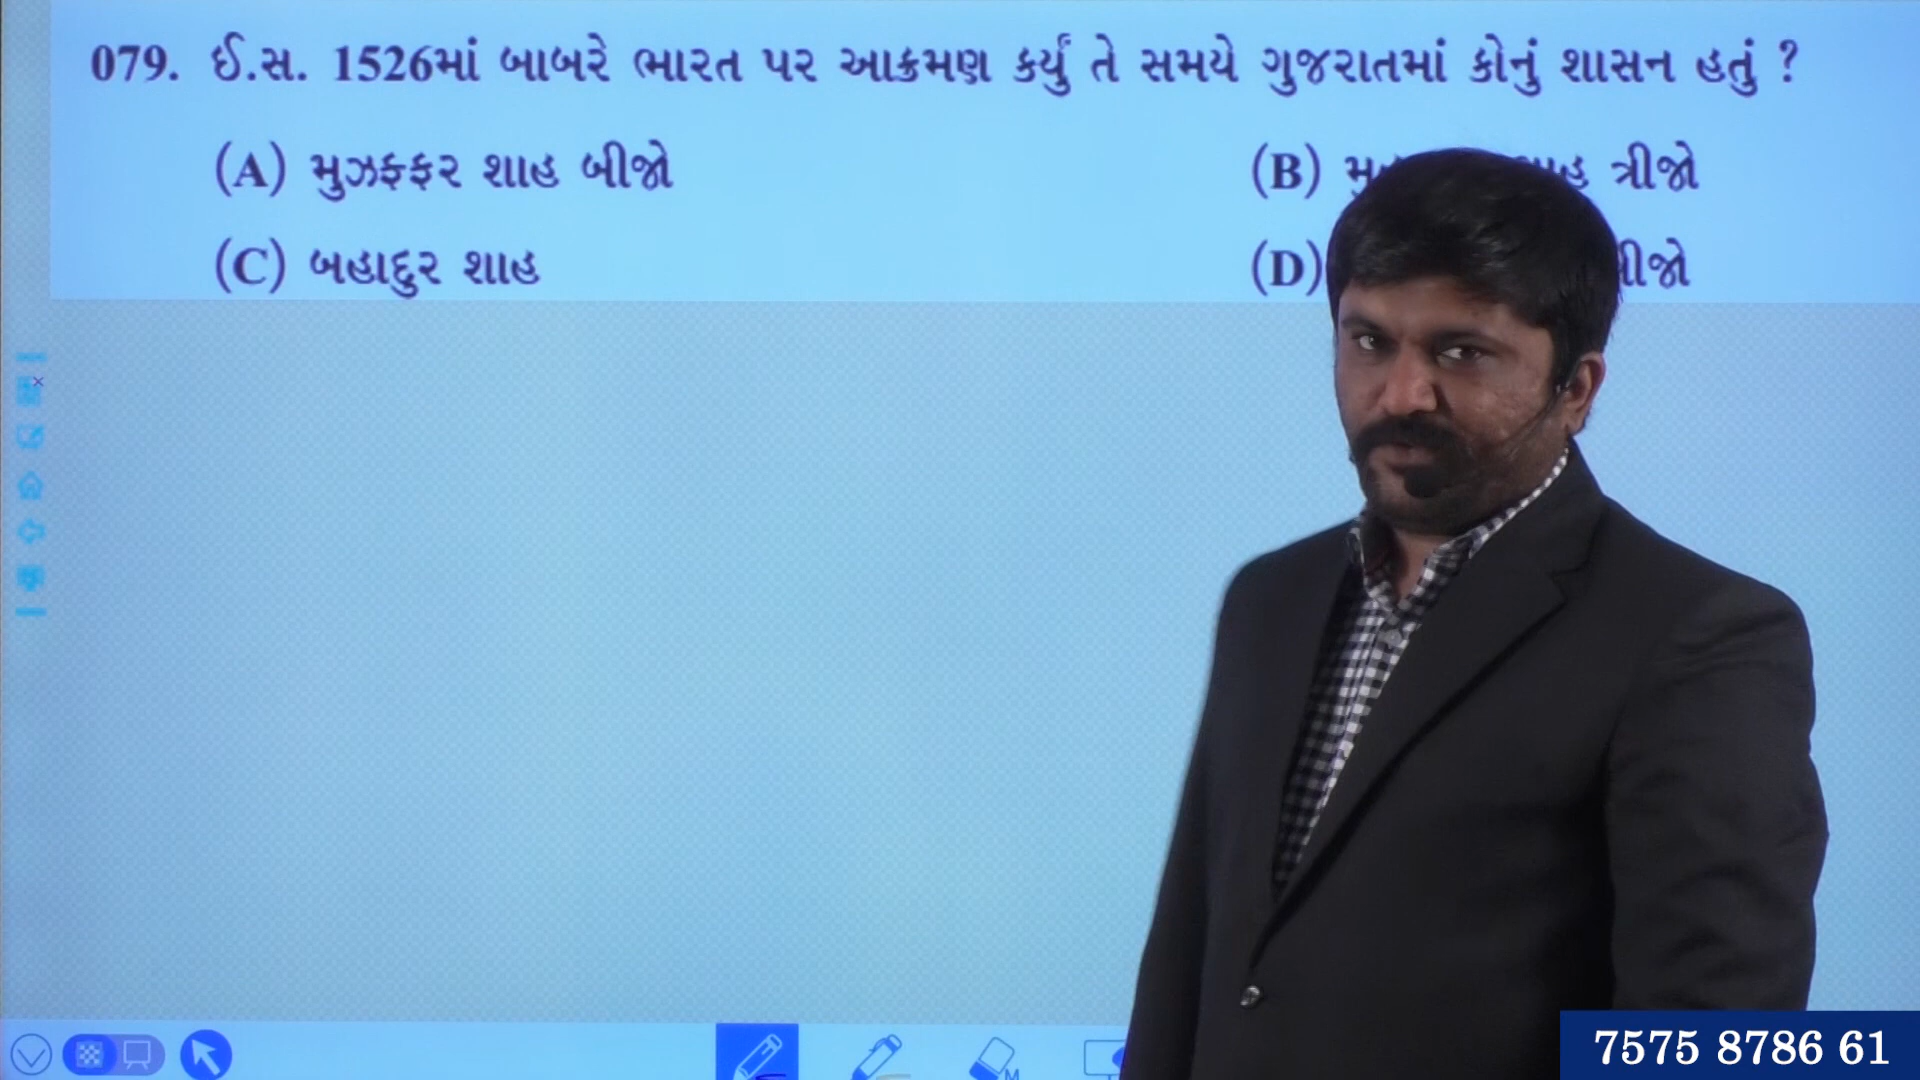 079. ઈ.સ. 1526માં બાબરે ભારત પર આક્રમણ કર્યું તે સમયે ગુજરાતમાં કોનું શાસન હતું ?
(A) મુઝફ્ફર શાહ બીજો
(B) ત્રીજો
(C) બહાદુર શાહ
(D)
7575 8786 61